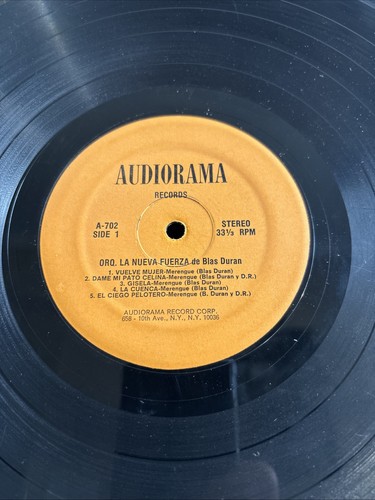 AUDIORAMA
RECORDS
A-702 STEREO
SIDE 1 33⅓ RPM
ORQ. LA NUEVA FUERZA de Blas Duran
1. VUELVE MUJER-Merengue (Blas Duran)
2. DAME MI PATO CELINA-Merengue (Blas Duran y D.R.)
3. GISELA-Merengue (Blas Duran)
4. LA CUENCA-Merengue (Blas Duran)
5. EL CIEGO PELOTERO-Merengue (B. Duran y D.R.)
AUDIORAMA RECORD CORP.
658 - 10th Ave., N.Y., N.Y. 10036